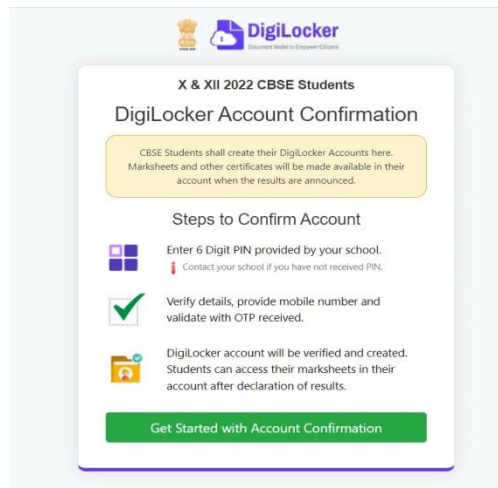 DigiLocker
Document Wallet to Empower Citizens
X & XII 2022 CBSE Students
DigiLocker Account Confirmation
CBSE Students shall create their DigiLocker Accounts here.
Marksheets and other certificates will be made available in their
account when the results are announced.
Steps to Confirm Account
Enter 6 Digit PIN provided by your school.
Contact your school if you have not received PIN.
Verify details, provide mobile number and
validate with OTP received.
DigiLocker account will be verified and created.
Students can access their marksheets in their
account after declaration of results.
Get Started with Account Confirmation